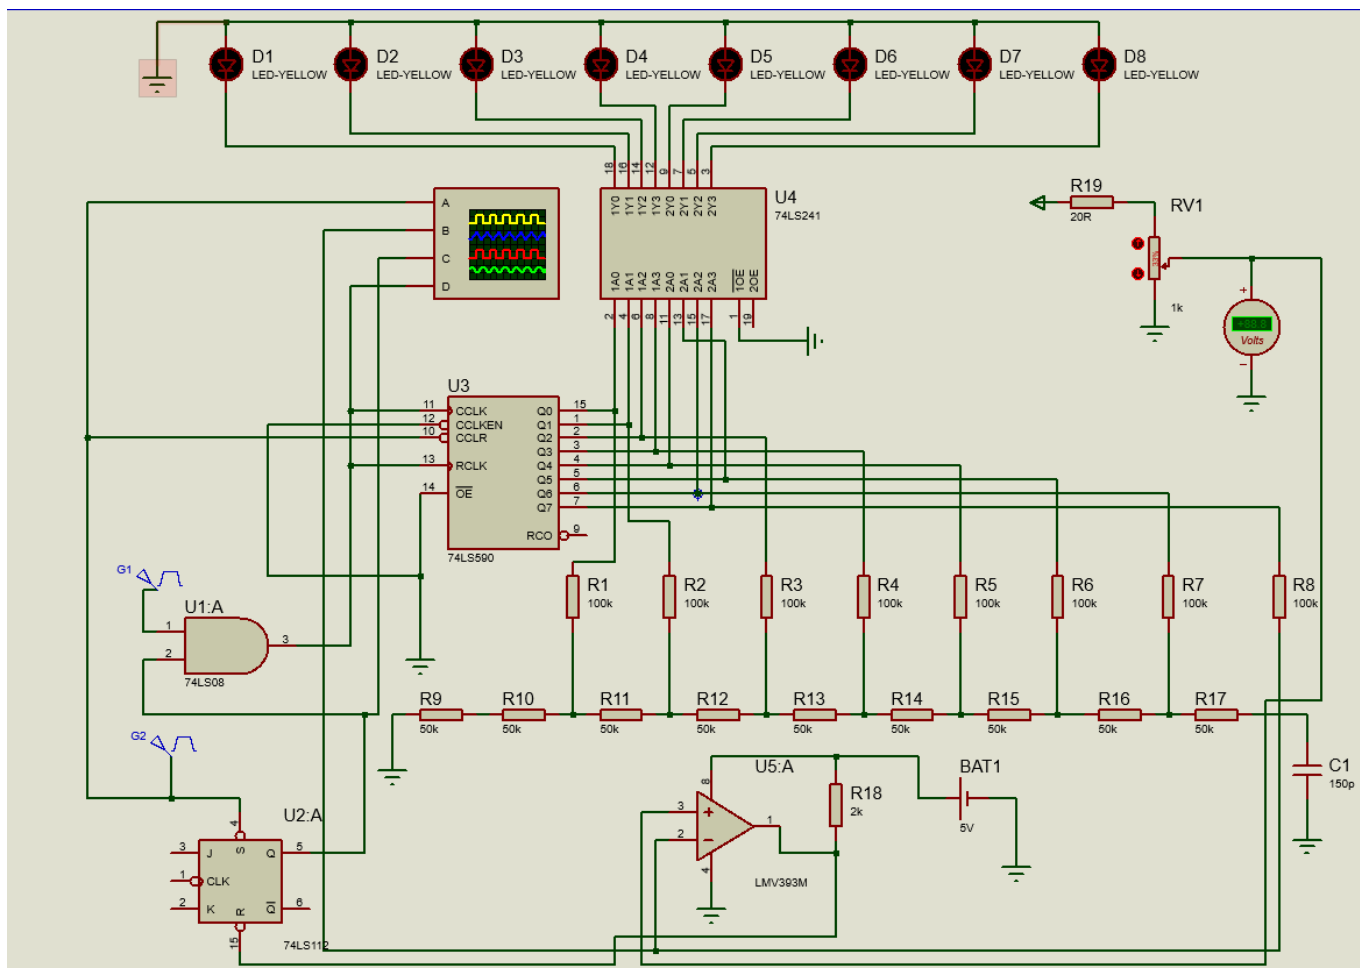 D1
LED-YELLOW
D2
LED-YELLOW
D3
LED-YELLOW
D4
LED-YELLOW
D5
LED-YELLOW
D6
LED-YELLOW
D7
LED-YELLOW
D8
LED-YELLOW
18 16 14 12 9 7 5 3
1Y0 1Y1 1Y2 1Y3 2Y0 2Y1 2Y2 2Y3
U4
74LS241
1A0 1A1 1A2 1A3 2A0 2A1 2A2 2A3 1OE 2OE
2 4 6 8 11 13 15 17 1 19
A
B
C
D
R19
20R
RV1
33%
1k
+
+88.8
Volts
−
U3
11 CCLK Q0 15
12 CCLKEN Q1 1
10 CCLR Q2 2
Q3 3
13 RCLK Q4 4
Q5 5
14 OE Q6 6
Q7 7
RCO 9
74LS590
G1
U1:A
1
2
3
74LS08
R1
100k
R2
100k
R3
100k
R4
100k
R5
100k
R6
100k
R7
100k
R8
100k
R9
50k
R10
50k
R11
50k
R12
50k
R13
50k
R14
50k
R15
50k
R16
50k
R17
50k
C1
150p
G2
U2:A
4
3 J S Q 5
1 CLK
2 K R Q 6
15
74LS112
U5:A
8
3 +
2 −
1
4
LMV393M
R18
2k
BAT1
5V